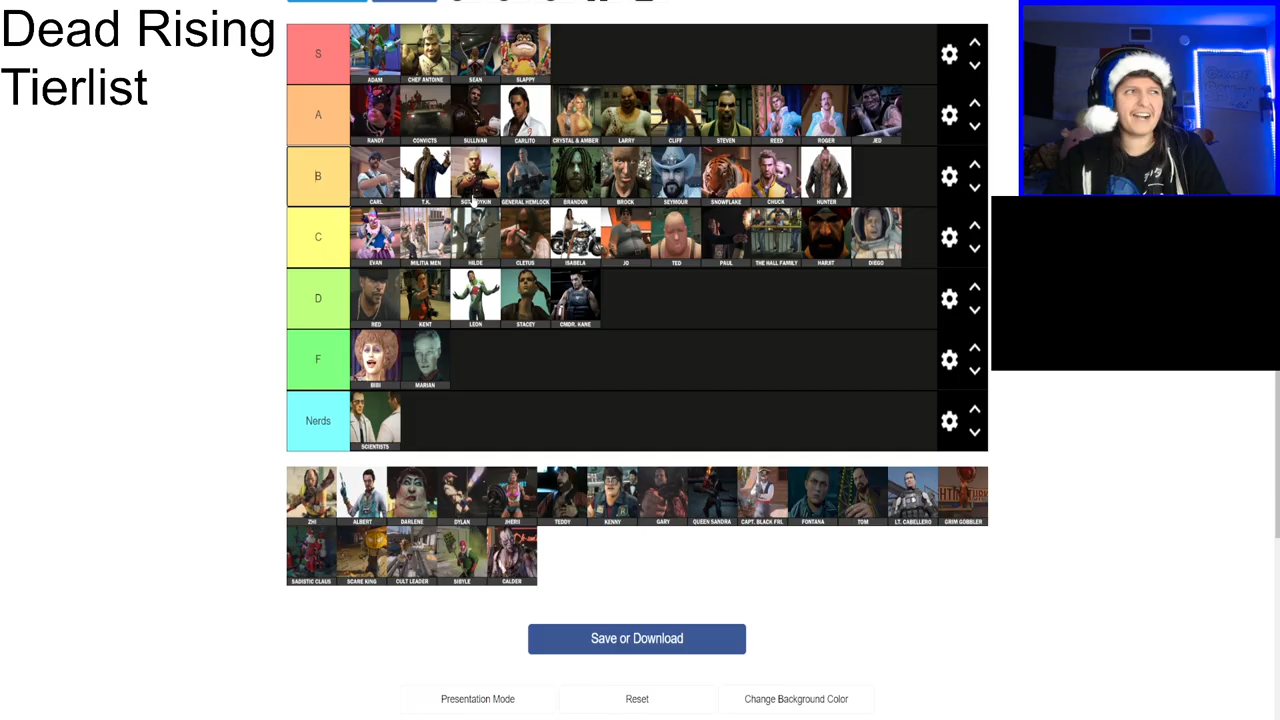 Dead Rising
Tierlist
S
ADAM CHEF ANTOINE SEAN SLAPPY
A
RANDY CONVICTS SULLIVAN CARLITO CRYSTAL & AMBER LARRY CLIFF STEVEN REED ROGER JED
B
CARL T.K. SGT. BOYKIN GENERAL HEMLOCK BRANDON BROCK SEYMOUR SNOWFLAKE CHUCK HUNTER
C
EVAN MILITIA MEN HILDE CLETUS ISABELA JO TED PAUL THE HALL FAMILY HARJIT DIEGO
D
RED KENT LEON STACEY CMDR. KANE
F
BIBI MARIAN
Nerds
SCIENTISTS
ZHI ALBERT DARLENE DYLAN JHERII TEDDY KENNY GARY QUEEN SANDRA CAPT. BLACK FRI. FONTANA TOM LT. CABELLERO GRIM GOBBLER
SADISTIC CLAUS SCARE KING CULT LEADER SIBYLE CALDER
Save or Download
Presentation Mode Reset Change Background Color